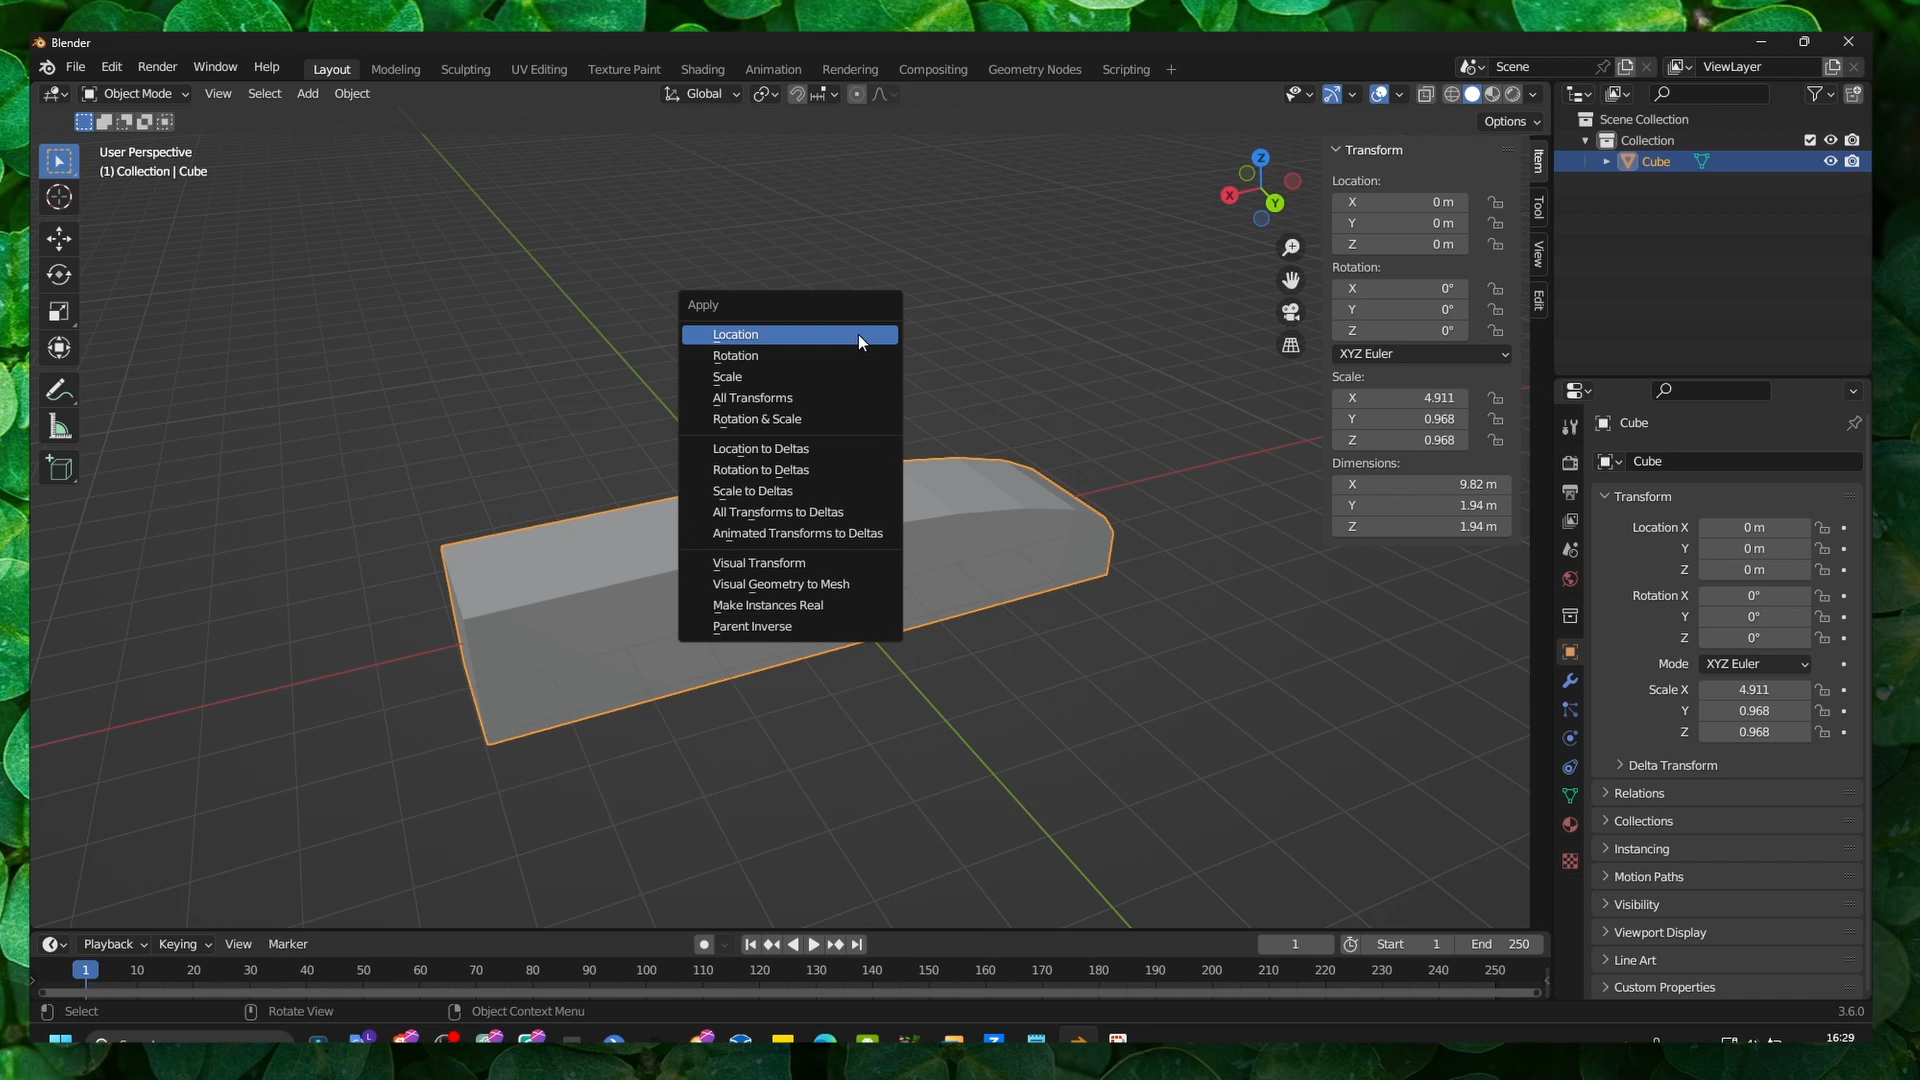 Blender
File Edit Render Window Help Layout Modeling Sculpting UV Editing Texture Paint Shading Animation Rendering Compositing Geometry Nodes Scripting + Scene ViewLayer
Object Mode View Select Add Object Global
Options
User Perspective
(1) Collection | Cube
Apply
Location
Rotation
Scale
All Transforms
Rotation & Scale
Location to Deltas
Rotation to Deltas
Scale to Deltas
All Transforms to Deltas
Animated Transforms to Deltas
Visual Transform
Visual Geometry to Mesh
Make Instances Real
Parent Inverse
Z
X
Y
Transform
Location:
X 0 m
Y 0 m
Z 0 m
Rotation:
X 0°
Y 0°
Z 0°
XYZ Euler
Scale:
X 4.911
Y 0.968
Z 0.968
Dimensions:
X 9.82 m
Y 1.94 m
Z 1.94 m
Item
Tool
View
Edit
Scene Collection
Collection
Cube
Cube
Cube
Transform
Location X 0 m
Y 0 m
Z 0 m
Rotation X 0°
Y 0°
Z 0°
Mode XYZ Euler
Scale X 4.911
Y 0.968
Z 0.968
Delta Transform
Relations
Collections
Instancing
Motion Paths
Visibility
Viewport Display
Line Art
Custom Properties
Playback Keying View Marker 1 Start 1 End 250
1 10 20 30 40 50 60 70 80 90 100 110 120 130 140 150 160 170 180 190 200 210 220 230 240 250
Select Rotate View Object Context Menu 3.6.0
16:29